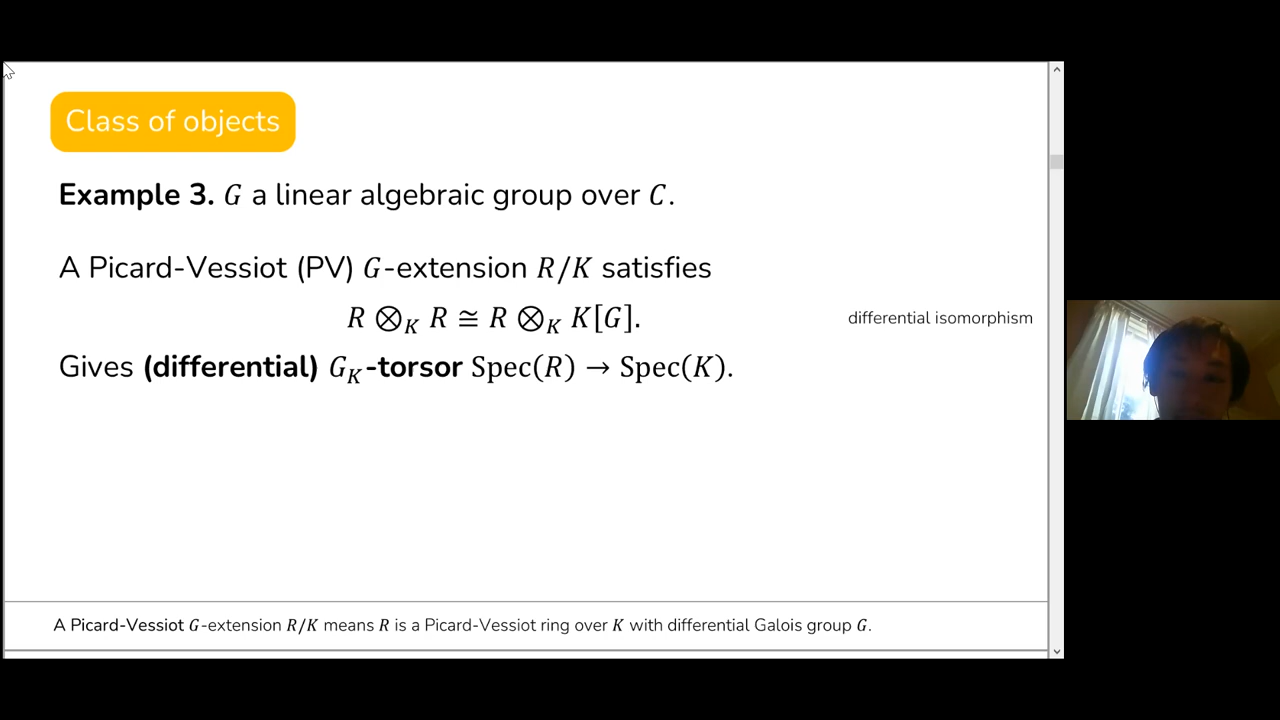 Class of objects
Example 3. G a linear algebraic group over C.
A Picard-Vessiot (PV) G-extension R/K satisfies
R ⊗_K R ≅ R ⊗_K K[G].
differential isomorphism
Gives (differential) G_K-torsor Spec(R) → Spec(K).
A Picard-Vessiot G-extension R/K means R is a Picard-Vessiot ring over K with differential Galois group G.